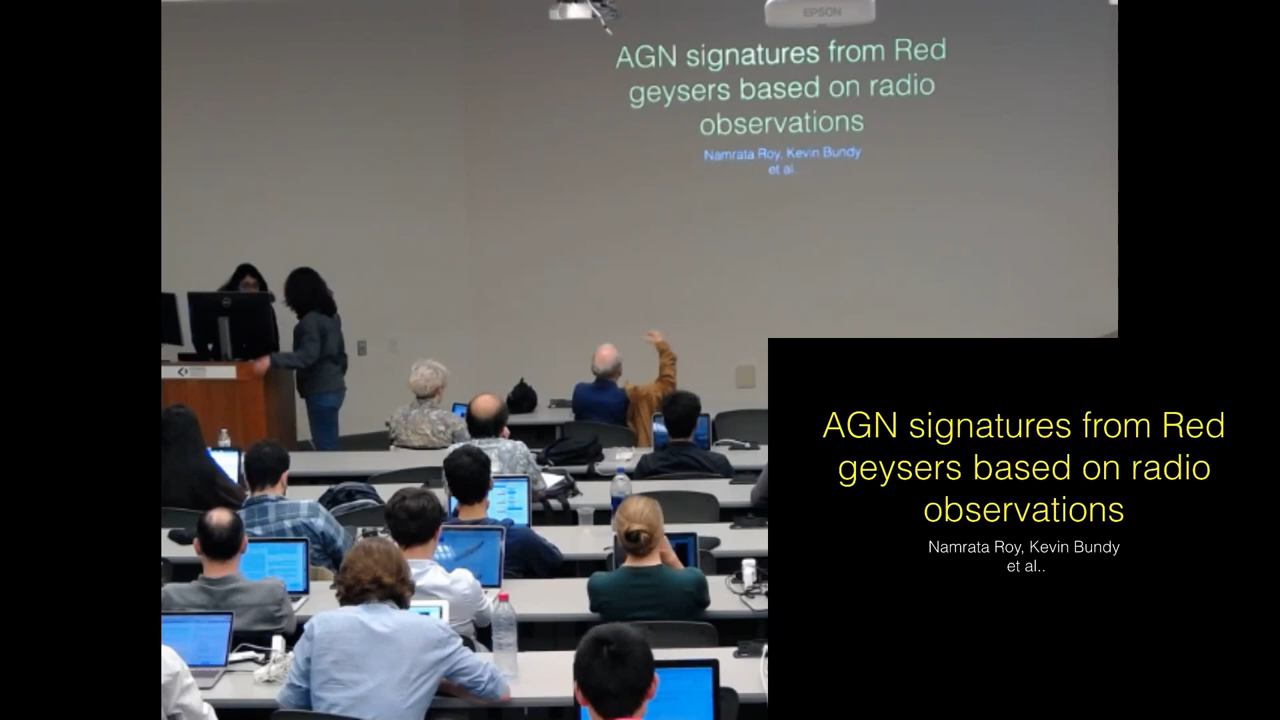 EPSON
AGN signatures from Red
geysers based on radio
observations
Namrata Roy, Kevin Bundy
et al.
AGN signatures from Red
geysers based on radio
observations
Namrata Roy, Kevin Bundy
et al..